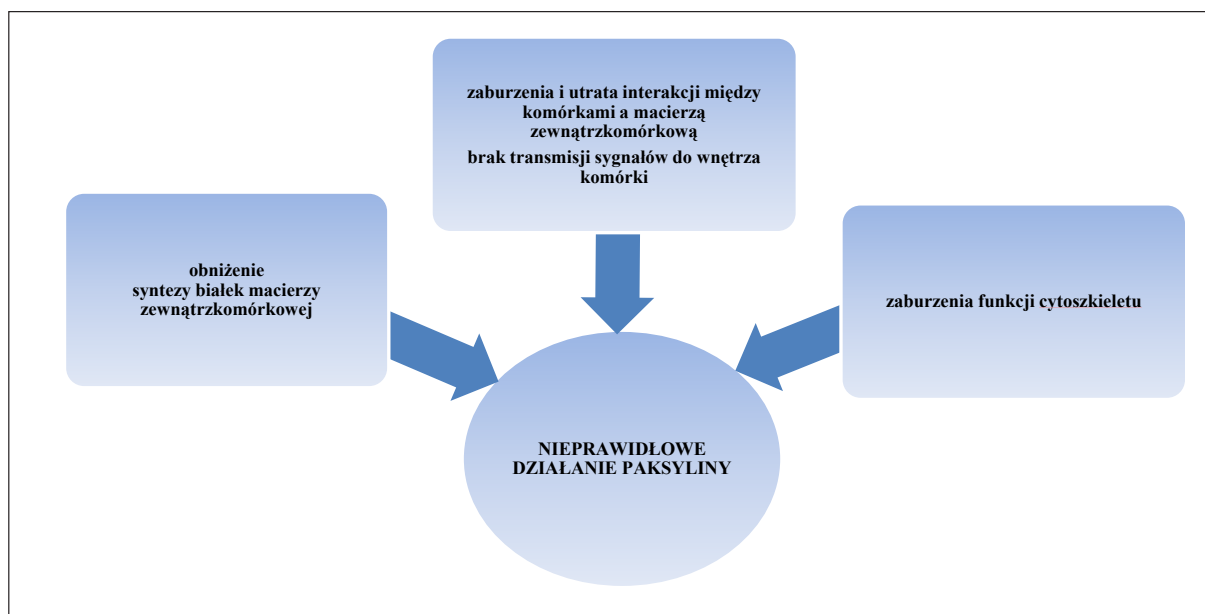 zaburzenia i utrata interakcji między
komórkami a macierzą
zewnątrzkomórkową
brak transmisji sygnałów do wnętrza
komórki
obniżenie
syntezy białek macierzy
zewnątrzkomórkowej
zaburzenia funkcji cytoszkieletu
NIEPRAWIDŁOWE
DZIAŁANIE PAKSYLINY